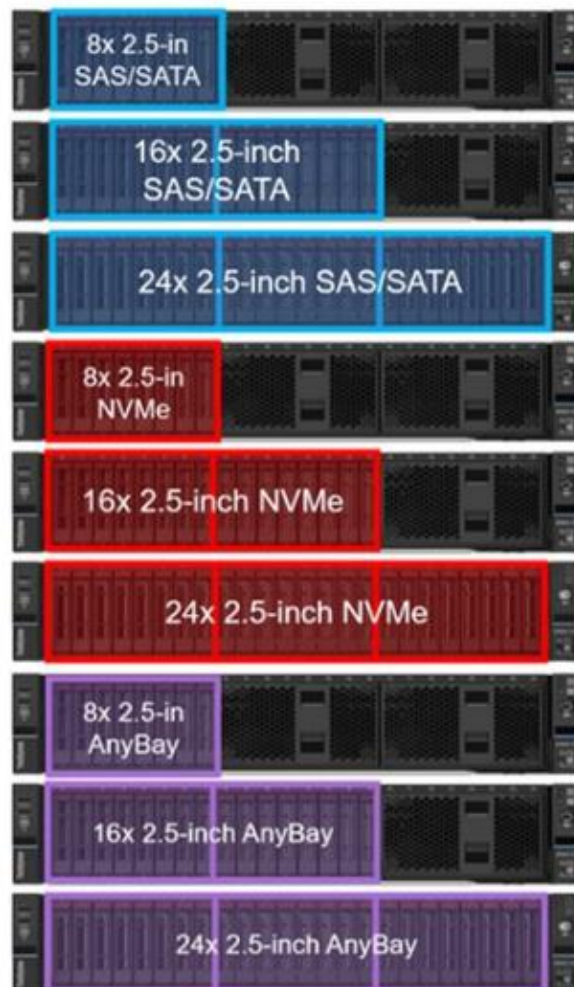 8x 2.5-in
SAS/SATA
16x 2.5-inch
SAS/SATA
24x 2.5-inch SAS/SATA
8x 2.5-in
NVMe
16x 2.5-inch NVMe
24x 2.5-inch NVMe
8x 2.5-in
AnyBay
16x 2.5-inch AnyBay
24x 2.5-inch AnyBay